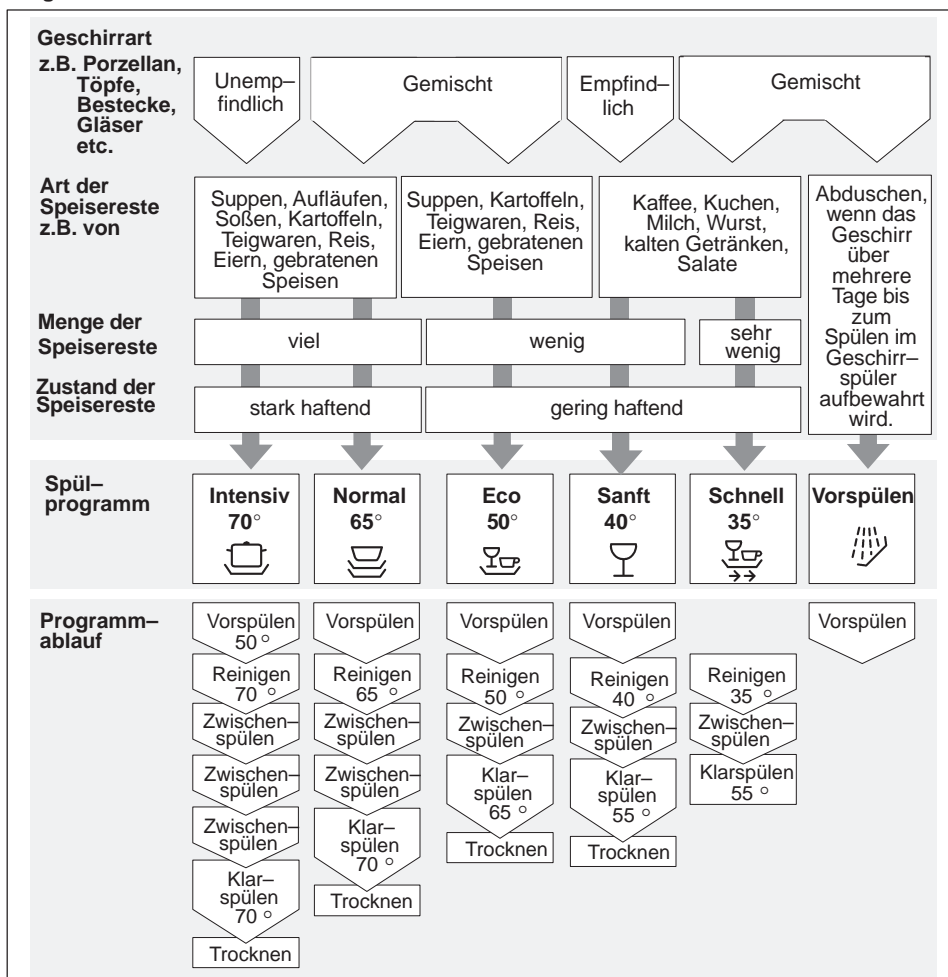 Geschirrart
z.B. Porzellan,
Töpfe,
Bestecke,
Gläser
etc.
Unemp–
findlich
Gemischt
Empfind–
lich
Gemischt
Art der
Speisereste
z.B. von
Suppen, Aufläufen,
Soßen, Kartoffeln,
Teigwaren, Reis,
Eiern, gebratenen
Speisen
Suppen, Kartoffeln,
Teigwaren, Reis,
Eiern, gebratenen
Speisen
Kaffee, Kuchen,
Milch, Wurst,
kalten Getränken,
Salate
Abduschen,
wenn das
Geschirr
über
mehrere
Tage bis
zum
Spülen im
Geschirr–
spüler
aufbewahrt
wird.
Menge der
Speisereste
viel
wenig
sehr
wenig
Zustand der
Speisereste
stark haftend
gering haftend
Spül–
programm
Intensiv
70°
Normal
65°
Eco
50°
Sanft
40°
Schnell
35°
Vorspülen
Programm–
ablauf
Vorspülen
50 °
Reinigen
70 °
Zwischen–
spülen
Zwischen–
spülen
Zwischen–
spülen
Klar–
spülen
70 °
Trocknen
Vorspülen
Reinigen
65 °
Zwischen–
spülen
Zwischen–
spülen
Klar–
spülen
70 °
Trocknen
Vorspülen
Reinigen
50 °
Zwischen–
spülen
Klar–
spülen
65 °
Trocknen
Vorspülen
Reinigen
40 °
Zwischen–
spülen
Klar–
spülen
55 °
Trocknen
Reinigen
35 °
Zwischen–
spülen
Klarspülen
55 °
Vorspülen